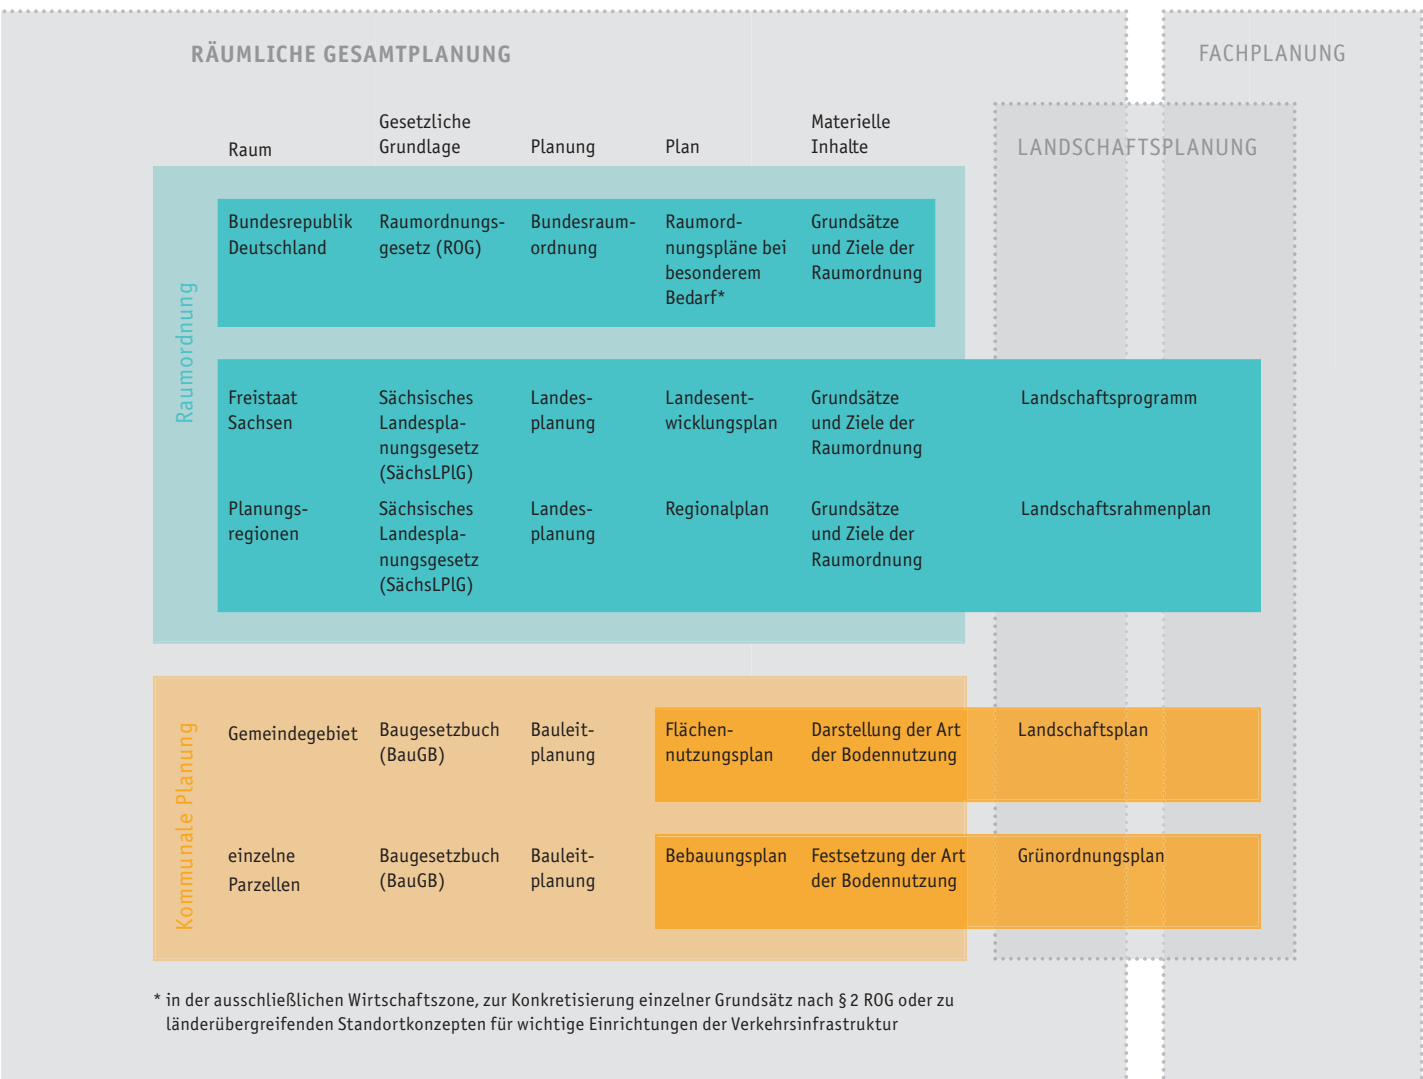 RÄUMLICHE GESAMTPLANUNG
FACHPLANUNG
LANDSCHAFTSPLANUNG
Raum
Gesetzliche
Grundlage
Planung
Plan
Materielle
Inhalte
Raumordnung
Bundesrepublik
Deutschland
Raumordnungs-
gesetz (ROG)
Bundesraum-
ordnung
Raumord-
nungspläne bei
besonderem
Bedarf*
Grundsätze
und Ziele der
Raumordnung
Freistaat
Sachsen
Sächsisches
Landespla-
nungsgesetz
(SächsLPlG)
Landes-
planung
Landesent-
wicklungsplan
Grundsätze
und Ziele der
Raumordnung
Landschaftsprogramm
Planungs-
regionen
Sächsisches
Landespla-
nungsgesetz
(SächsLPlG)
Landes-
planung
Regionalplan
Grundsätze
und Ziele der
Raumordnung
Landschaftsrahmenplan
Kommunale Planung
Gemeindegebiet
Baugesetzbuch
(BauGB)
Bauleit-
planung
Flächen-
nutzungsplan
Darstellung der Art
der Bodennutzung
Landschaftsplan
einzelne
Parzellen
Baugesetzbuch
(BauGB)
Bauleit-
planung
Bebauungsplan
Festsetzung der Art
der Bodennutzung
Grünordnungsplan
* in der ausschließlichen Wirtschaftszone, zur Konkretisierung einzelner Grundsätz nach § 2 ROG oder zu
länderübergreifenden Standortkonzepten für wichtige Einrichtungen der Verkehrsinfrastruktur